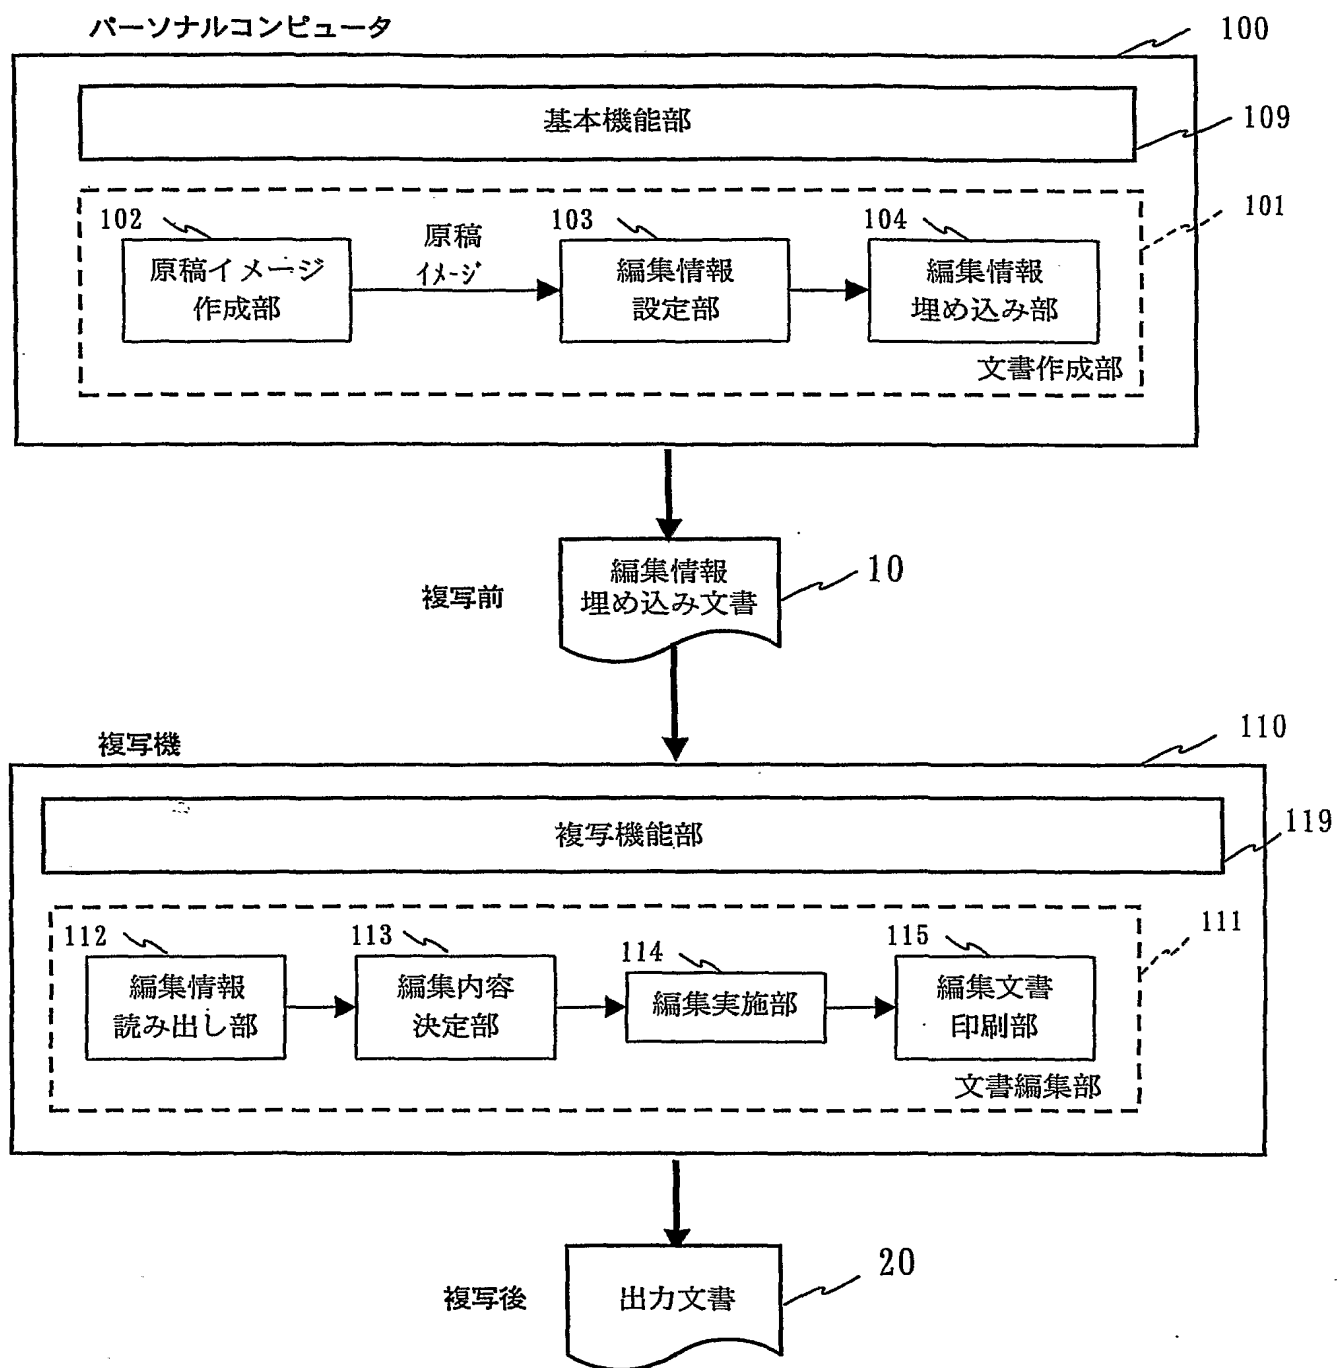 パーソナルコンピュータ
100
基本機能部
109
101
102
原稿イメージ
作成部
原稿
イメージ
103
編集情報
設定部
104
編集情報
埋め込み部
文書作成部
複写前
編集情報
埋め込み文書
10
複写機
110
複写機能部
119
111
112
編集情報
読み出し部
113
編集内容
決定部
114
編集実施部
115
編集文書
印刷部
文書編集部
複写後
出力文書
20